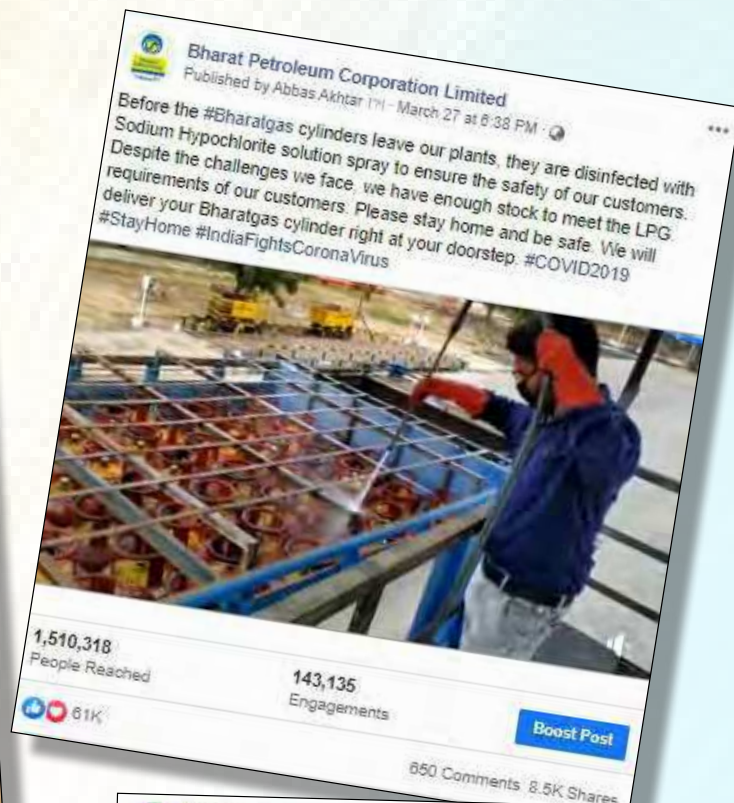 Bharat Petroleum Corporation Limited
Published by Abbas Akhtar [?] · March 27 at 6:38 PM ·
Before the #Bharatgas cylinders leave our plants, they are disinfected with
Sodium Hypochlorite solution spray to ensure the safety of our customers.
Despite the challenges we face, we have enough stock to meet the LPG
requirements of our customers. Please stay home and be safe. We will
deliver your Bharatgas cylinder right at your doorstep. #COVID2019
#StayHome #IndiaFightsCoronaVirus
1,510,318
People Reached
143,135
Engagements
Boost Post
61K
650 Comments 8.5K Shares